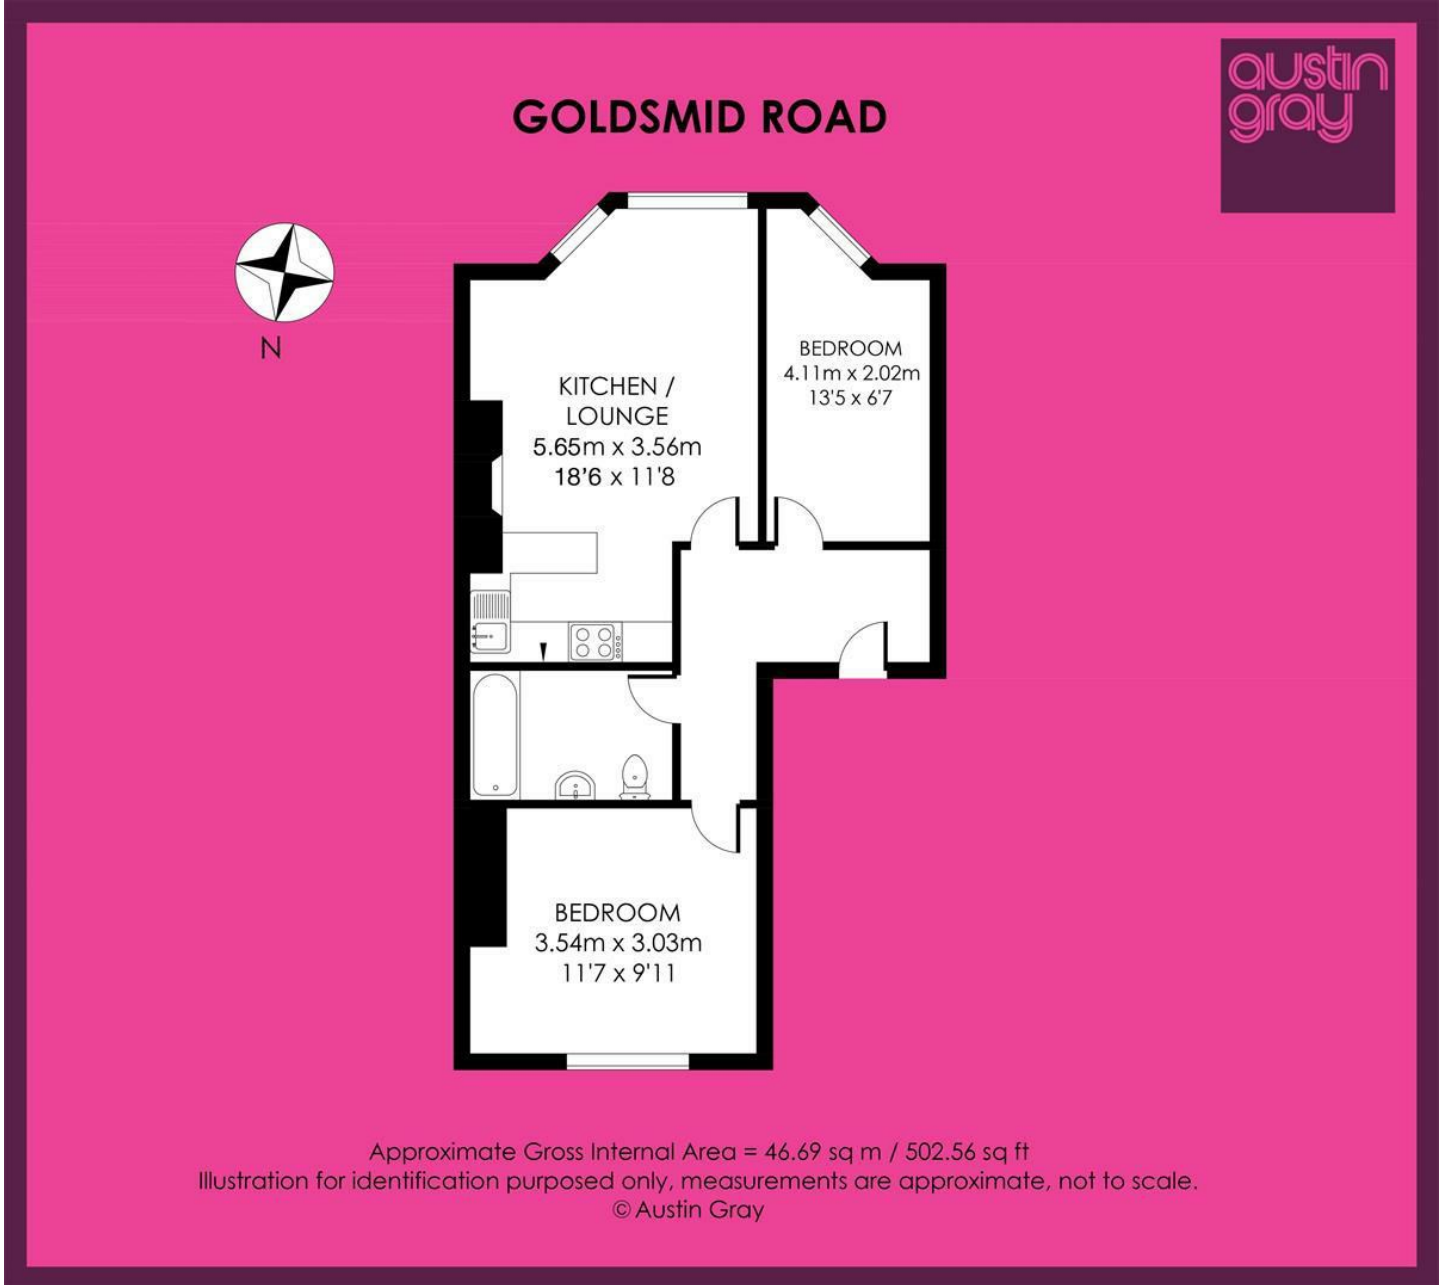 austin
gray
GOLDSMID ROAD
N
BEDROOM
4.11m x 2.02m
13'5 x 6'7
KITCHEN /
LOUNGE
5.65m x 3.56m
18'6 x 11'8
BEDROOM
3.54m x 3.03m
11'7 x 9'11
Approximate Gross Internal Area = 46.69 sq m / 502.56 sq ft
Illustration for identification purposed only, measurements are approximate, not to scale.
© Austin Gray